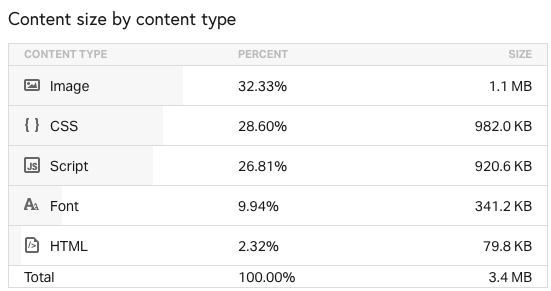 Content size by content type
CONTENT TYPE PERCENT SIZE
Image 32.33% 1.1 MB
{ } CSS 28.60% 982.0 KB
JS Script 26.81% 920.6 KB
AA Font 9.94% 341.2 KB
</> HTML 2.32% 79.8 KB
Total 100.00% 3.4 MB